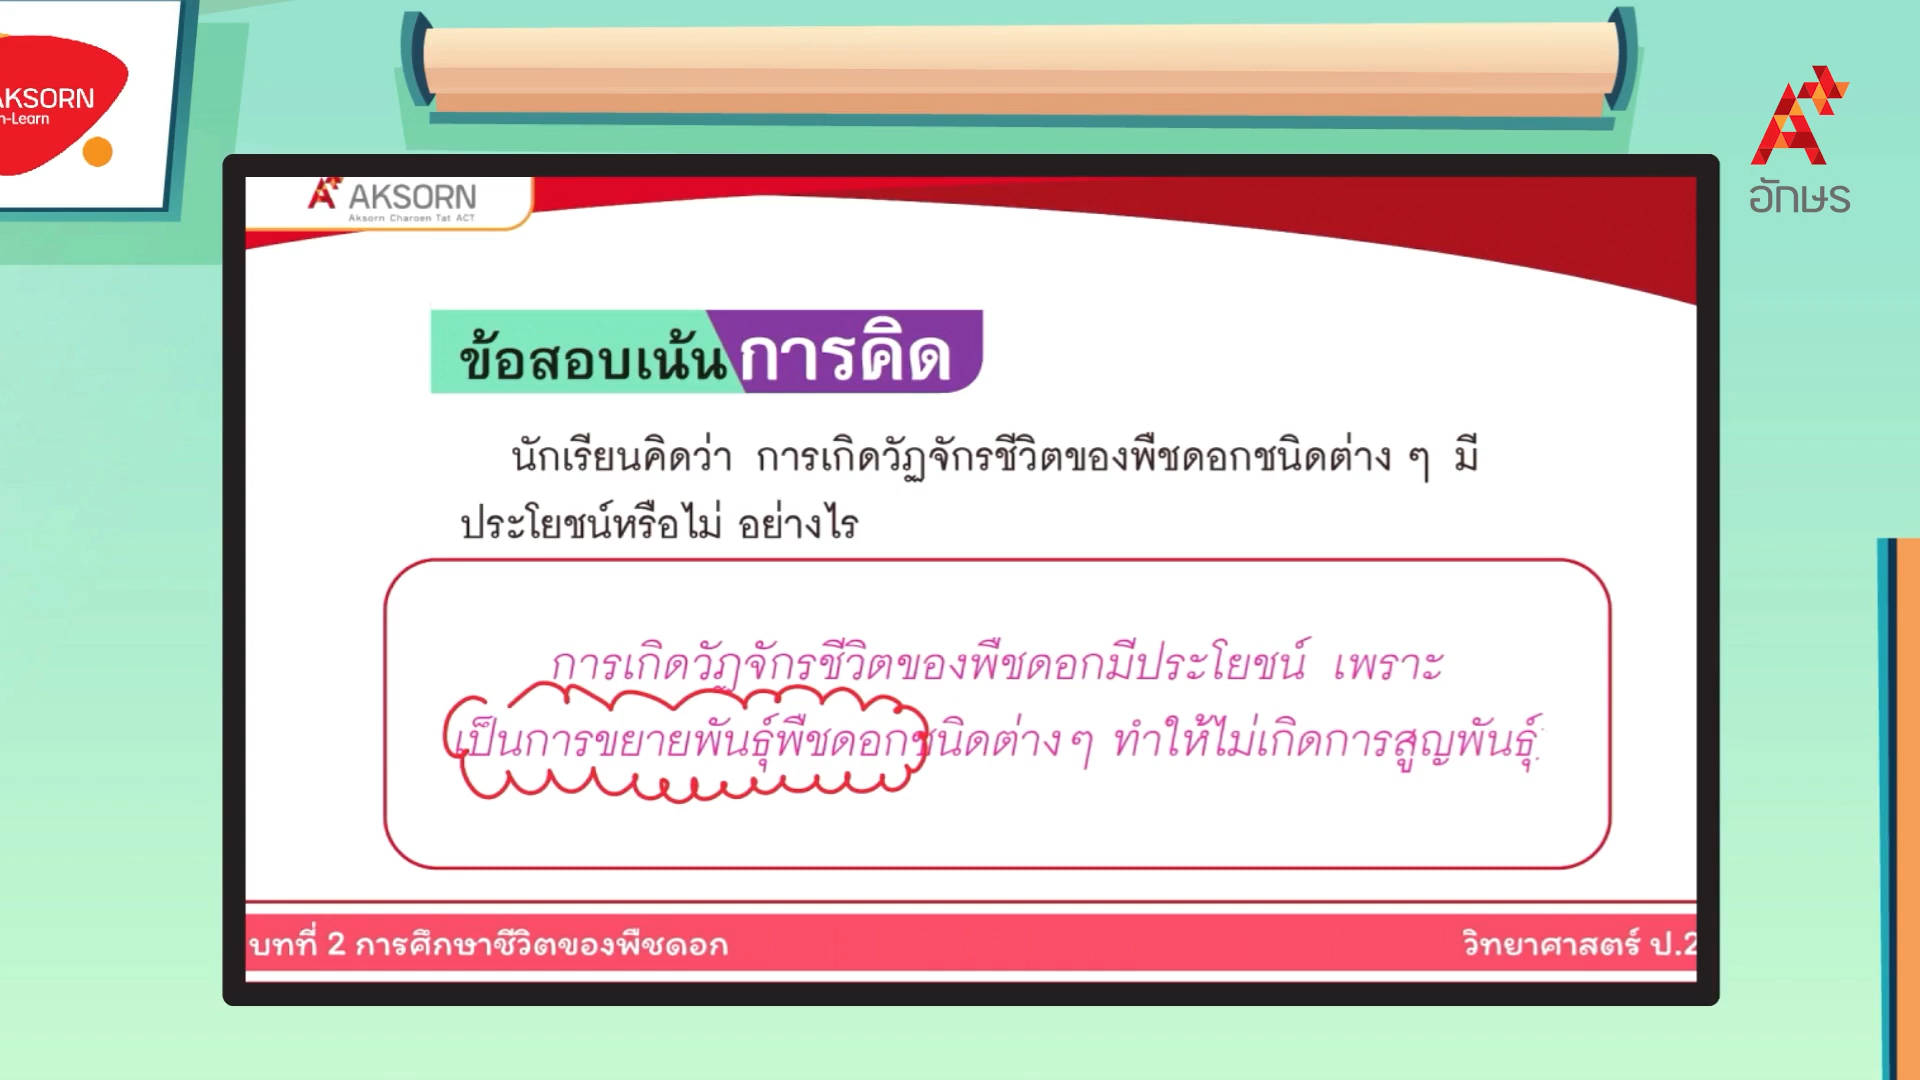 AKSORN
n-Learn
อักษร
AKSORN
Aksorn Charoen Tat ACT
ข้อสอบเน้นการคิด
นักเรียนคิดว่า การเกิดวัฏจักรชีวิตของพืชดอกชนิดต่าง ๆ มี
ประโยชน์หรือไม่ อย่างไร
การเกิดวัฏจักรชีวิตของพืชดอกมีประโยชน์ เพราะ
เป็นการขยายพันธุ์พืชดอกชนิดต่างๆ ทำให้ไม่เกิดการสูญพันธุ์
บทที่ 2 การศึกษาชีวิตของพืชดอก
วิทยาศาสตร์ ป.2